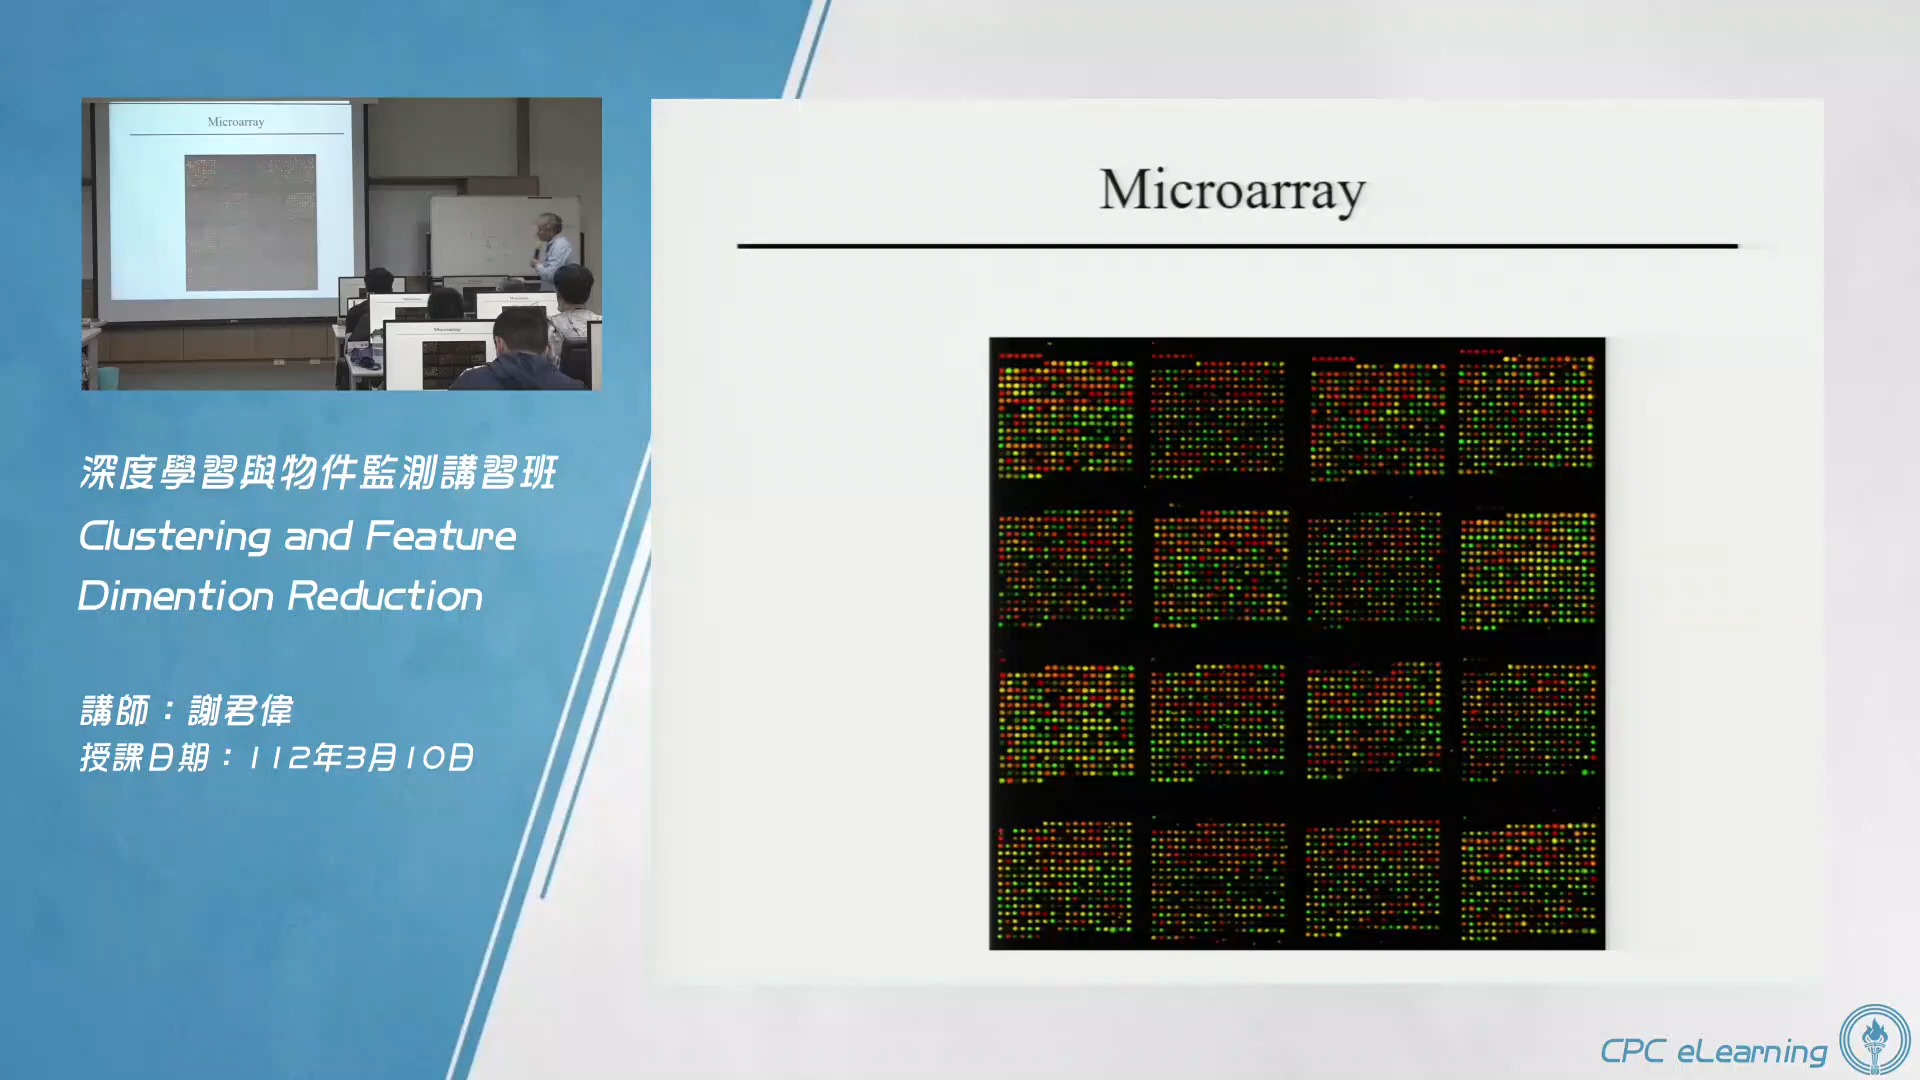 Microarray
Microarray
Microarray
深度學習與物件監測講習班
Clustering and Feature
Dimention Reduction
講師：謝君偉
授課日期：112年3月10日
CPC eLearning